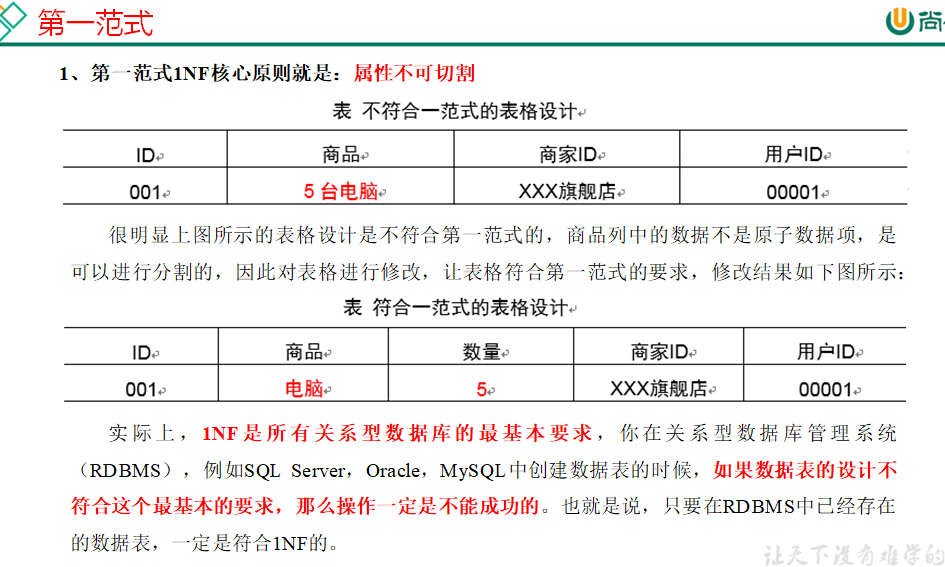 第一范式
尚
1、第一范式1NF核心原则就是：属性不可切割
表 不符合一范式的表格设计
ID 商品 商家ID 用户ID
001 5 台电脑 XXX旗舰店 00001
很明显上图所示的表格设计是不符合第一范式的，商品列中的数据不是原子数据项，是
可以进行分割的，因此对表格进行修改，让表格符合第一范式的要求，修改结果如下图所示：
表 符合一范式的表格设计
ID 商品 数量 商家ID 用户ID
001 电脑 5 XXX旗舰店 00001
实际上，1NF是所有关系型数据库的最基本要求，你在关系型数据库管理系统
（RDBMS），例如SQL Server，Oracle，MySQL中创建数据表的时候，如果数据表的设计不
符合这个最基本的要求，那么操作一定是不能成功的。也就是说，只要在RDBMS中已经存在
的数据表，一定是符合1NF的。
让天下没有难学的